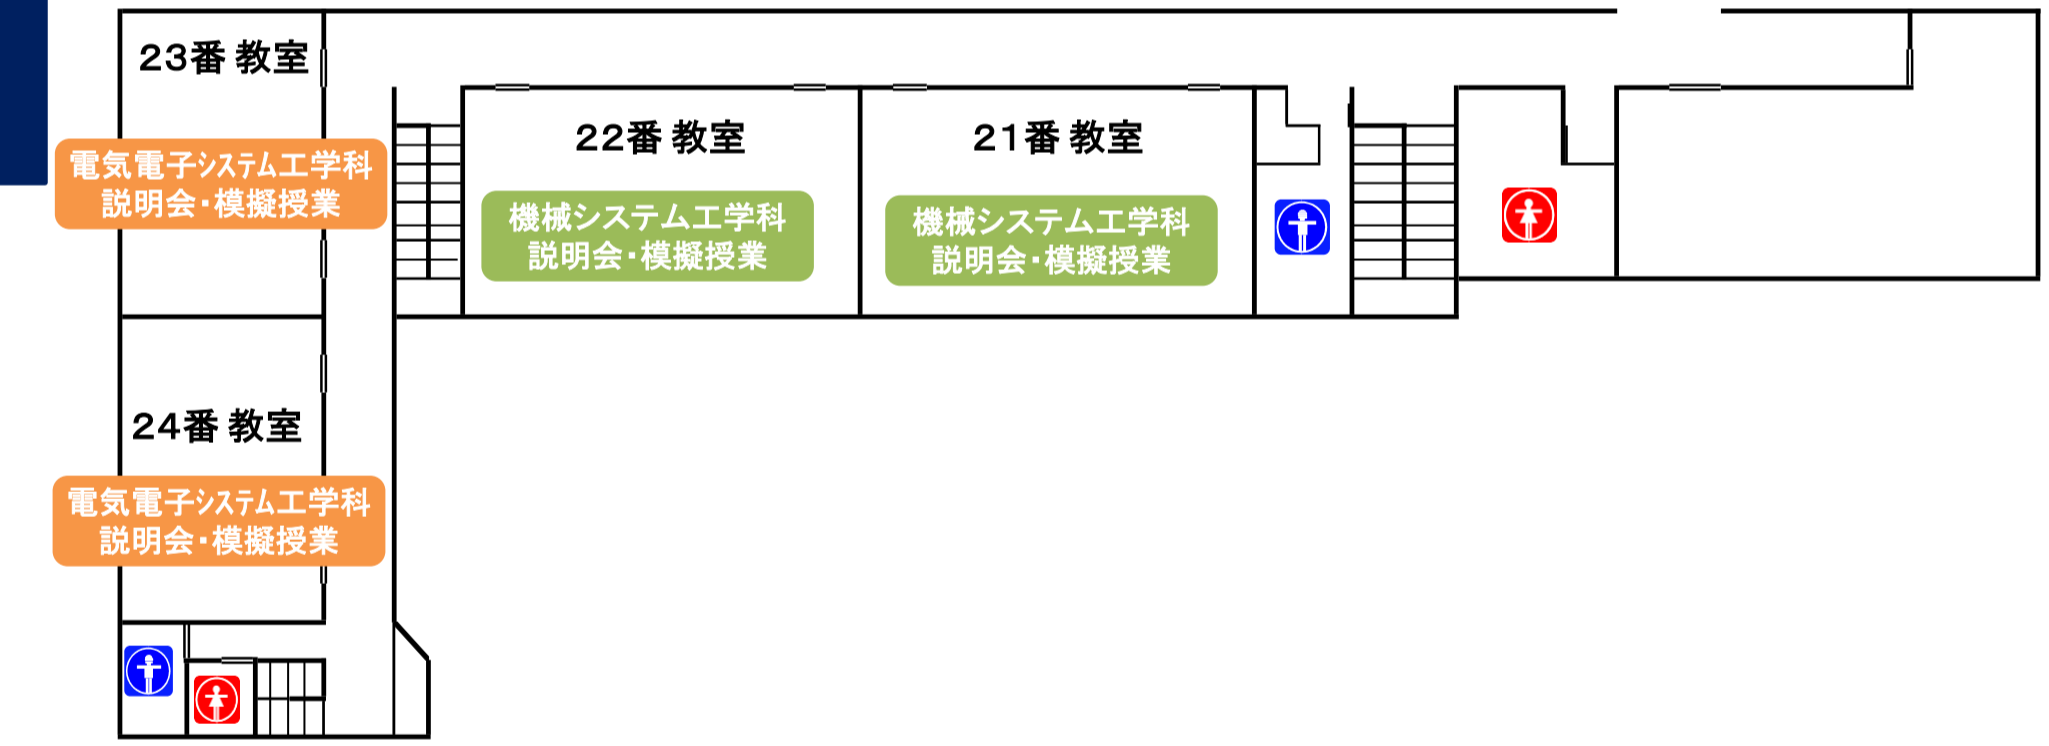 23番 教室
電気電子システム工学科
説明会・模擬授業
22番 教室
機械システム工学科
説明会・模擬授業
21番 教室
機械システム工学科
説明会・模擬授業
24番 教室
電気電子システム工学科
説明会・模擬授業